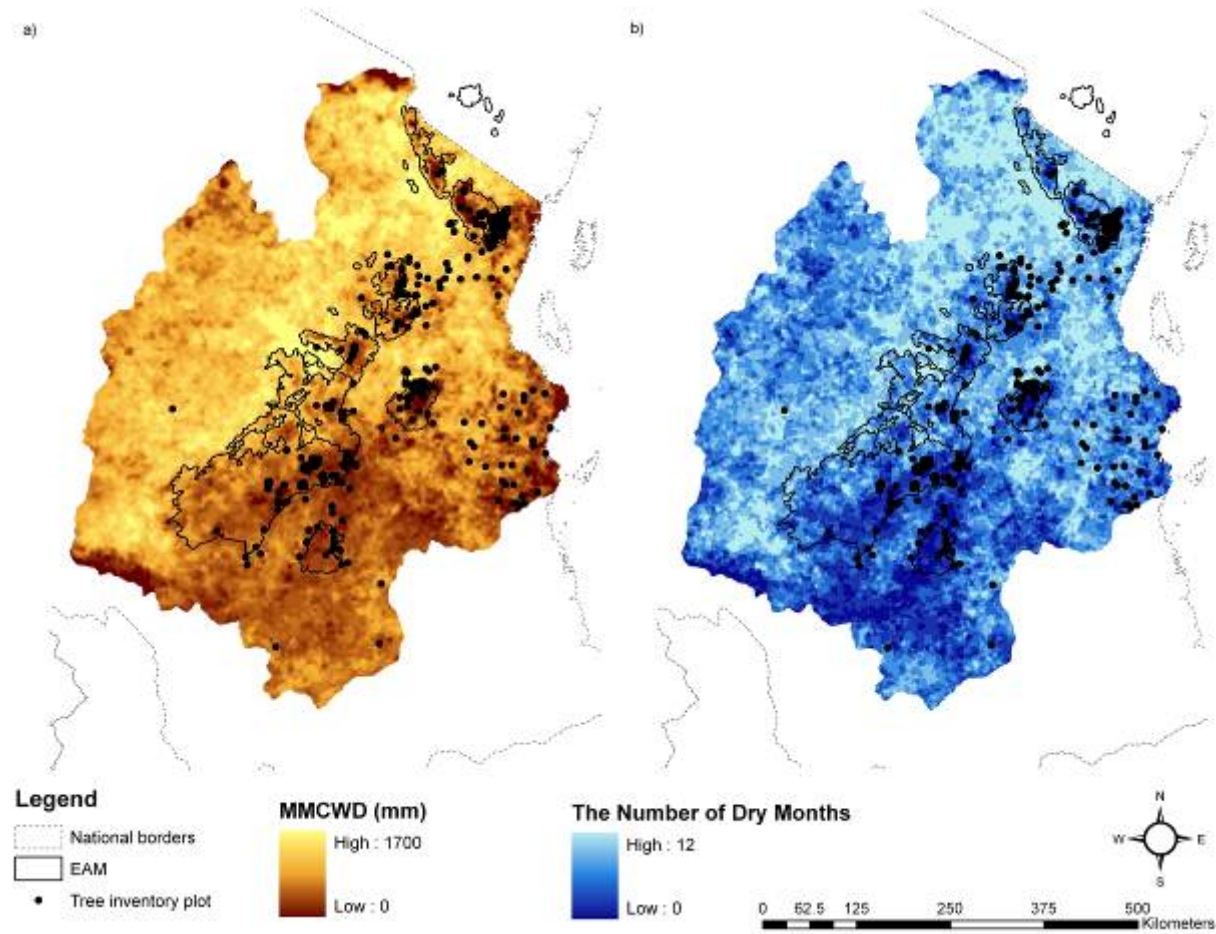 a)
b)
Legend
National borders
EAM
Tree inventory plot
MMCWD (mm)
High : 1700
Low : 0
The Number of Dry Months
High : 12
Low : 0
N
W E
S
0 62.5 125 250 375 500
Kilometers